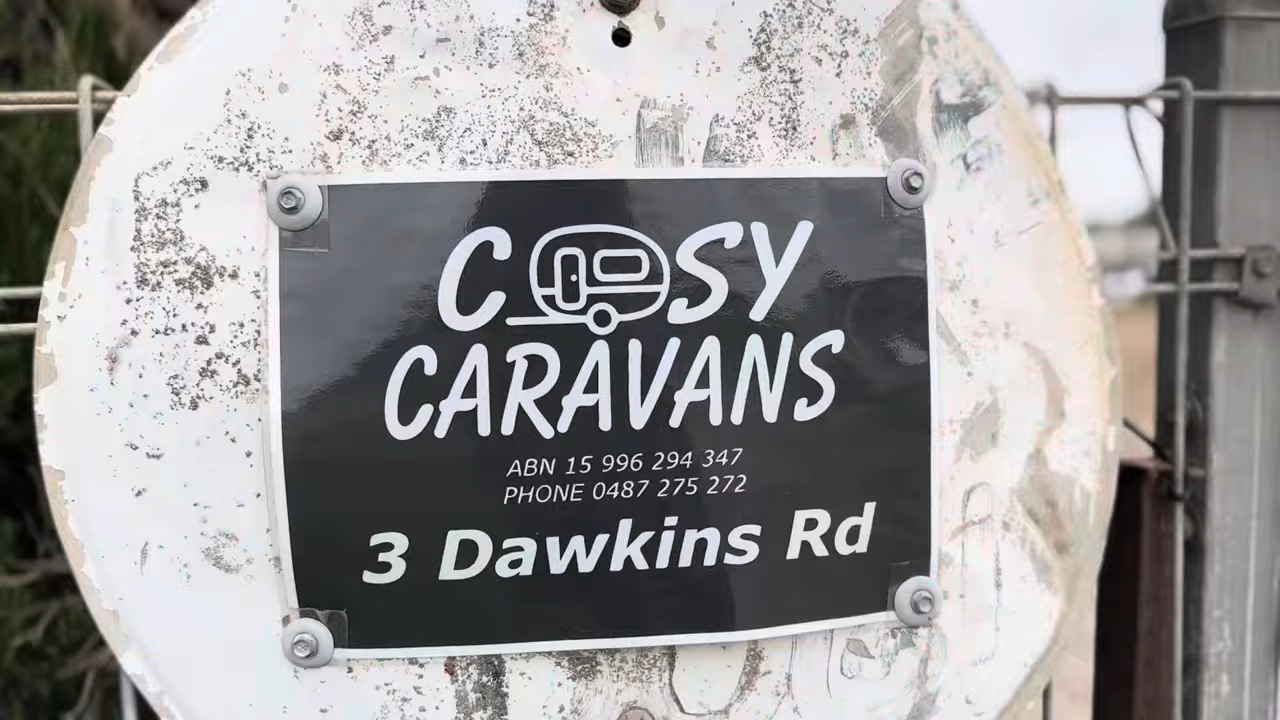 COSY
CARAVANS
ABN 15 996 294 347
PHONE 0487 275 272
3 Dawkins Rd